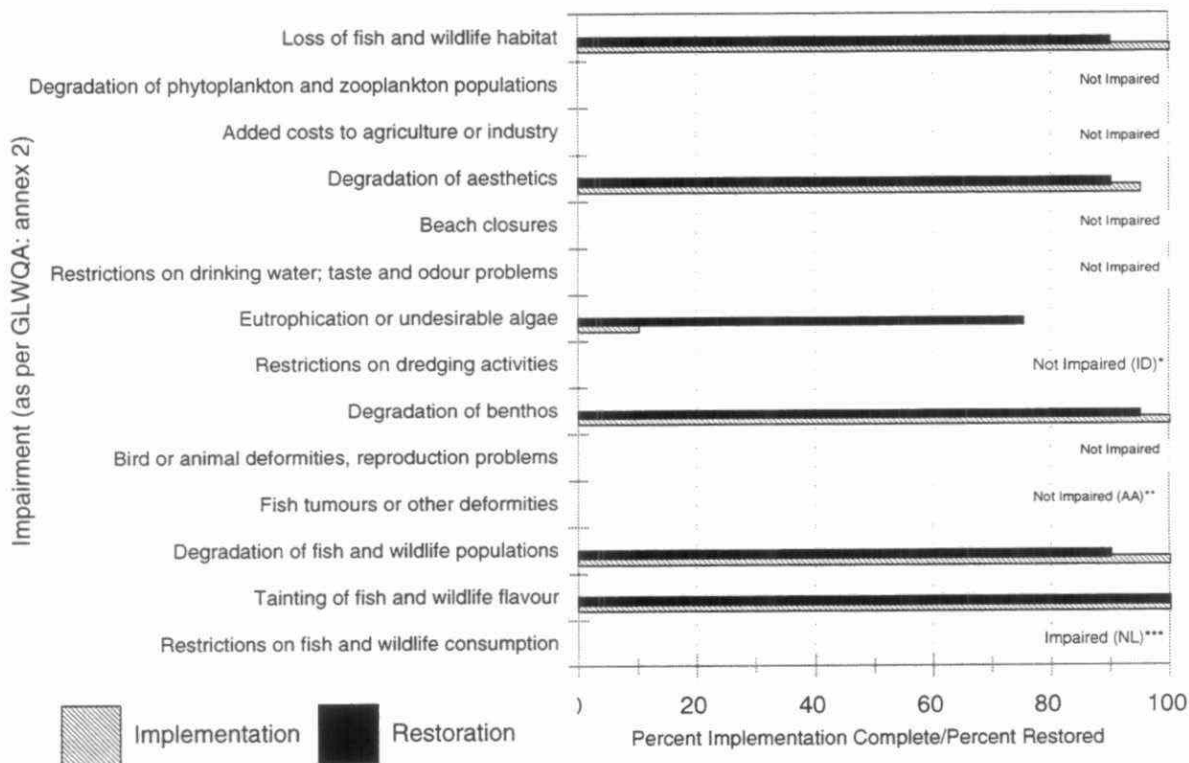 Impairment (as per GLWQA: annex 2)
Loss of fish and wildlife habitat
Degradation of phytoplankton and zooplankton populations
Not Impaired
Added costs to agriculture or industry
Not Impaired
Degradation of aesthetics
Beach closures
Not Impaired
Restrictions on drinking water; taste and odour problems
Not Impaired
Eutrophication or undesirable algae
Restrictions on dredging activities
Not Impaired (ID)*
Degradation of benthos
Bird or animal deformities, reproduction problems
Not Impaired
Fish tumours or other deformities
Not Impaired (AA)**
Degradation of fish and wildlife populations
Tainting of fish and wildlife flavour
Restrictions on fish and wildlife consumption
Impaired (NL)***
20 40 60 80 100
Percent Implementation Complete/Percent Restored
Implementation
Restoration